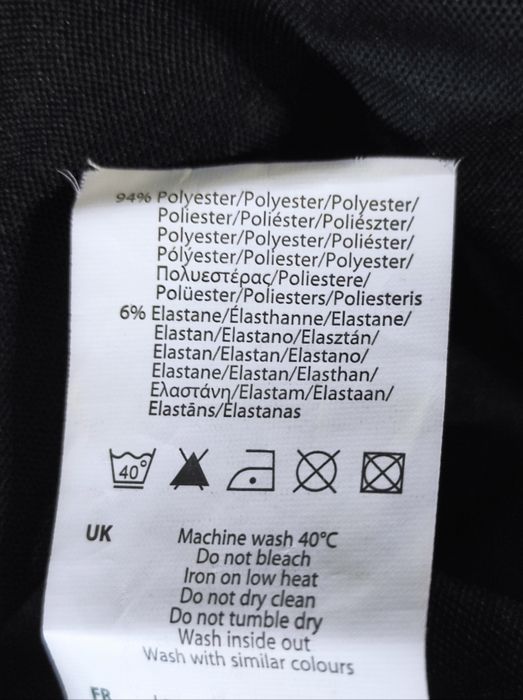 94% Polyester/Polyester/Polyester/
Poliester/Poliéster/Poliészter/
Polyester/Polyester/Poliéster/
Pólýester/Polyester/Polyester/
Πολυεστέρας/Poliestere/
Polüester/Poliesters/Poliesteris
6% Elastane/Élasthanne/Elastane/
Elastan/Elastano/Elasztán/
Elastan/Elastan/Elastano/
Elastane/Elastan/Elasthan/
Ελαστάνη/Elastam/Elastaan/
Elastāns/Elastanas
40°
UK
Machine wash 40°C
Do not bleach
Iron on low heat
Do not dry clean
Do not tumble dry
Wash inside out
Wash with similar colours
FR